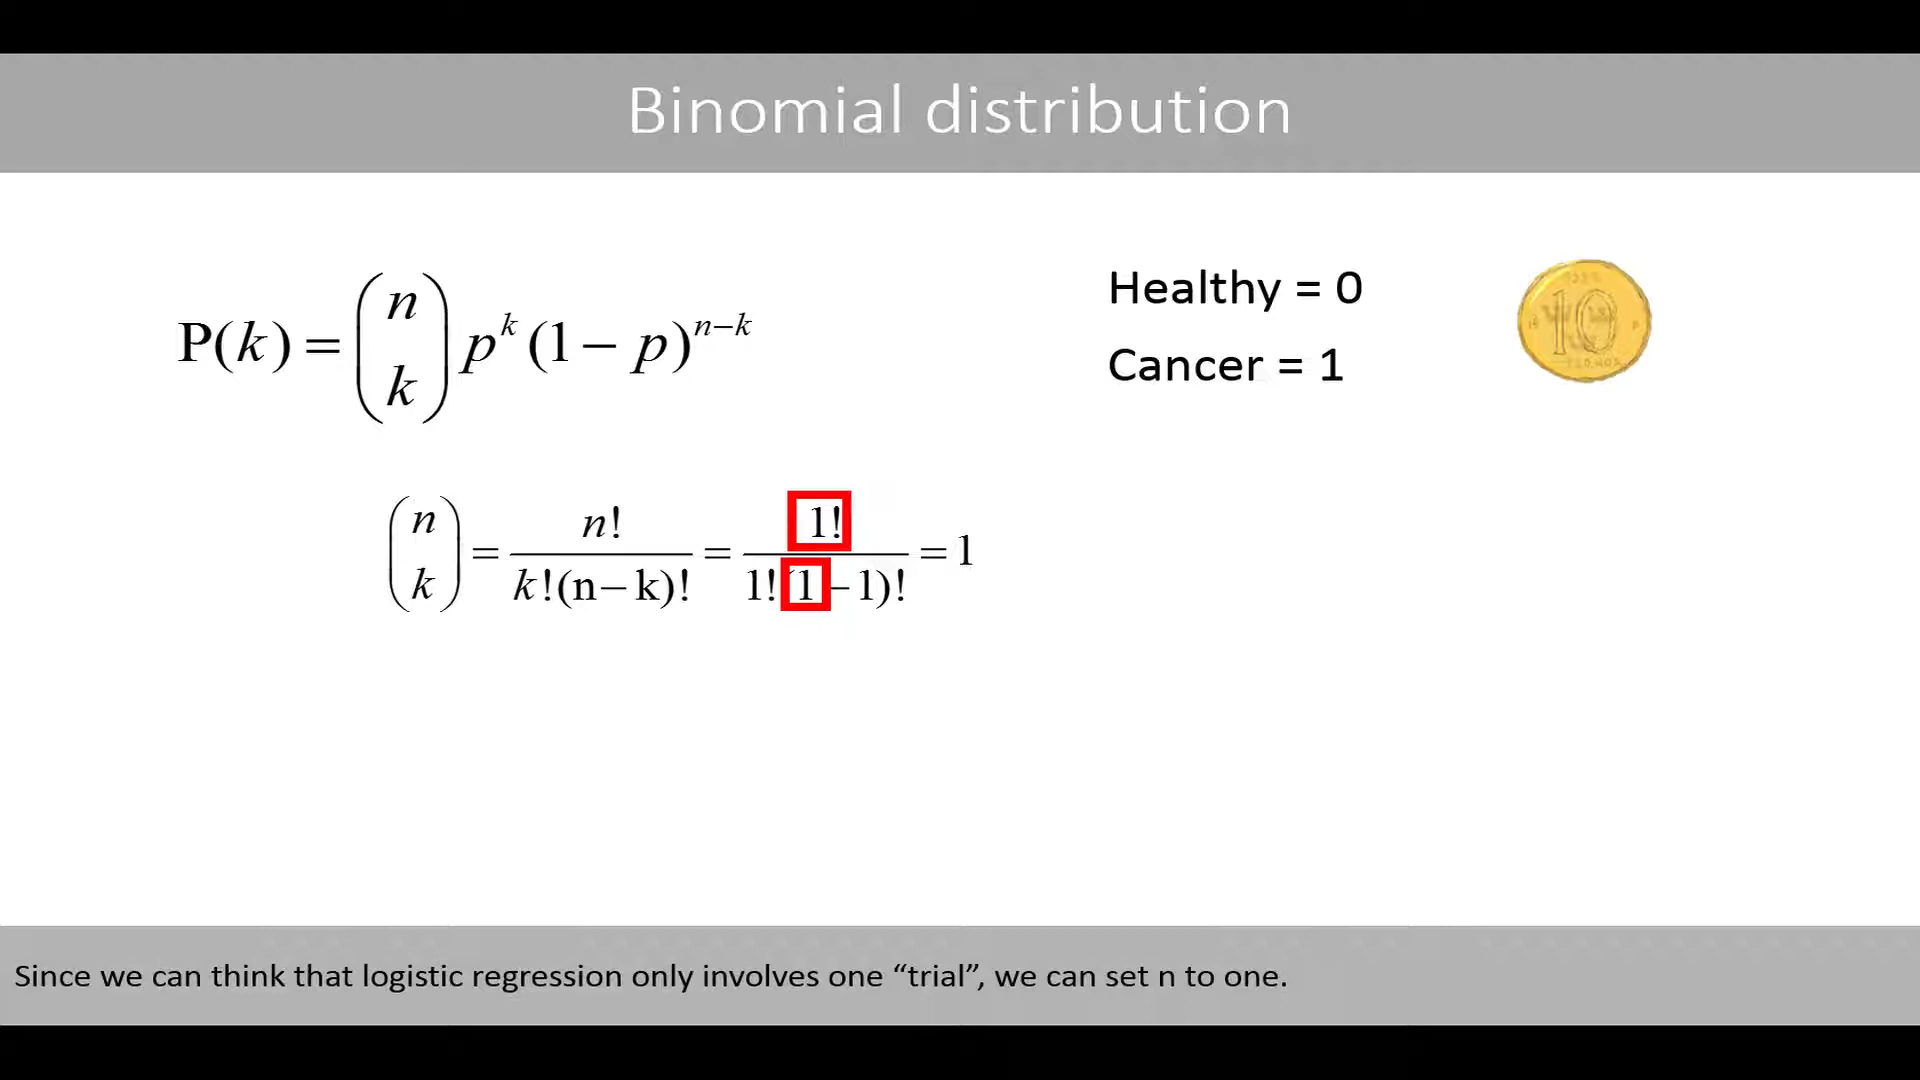 Binomial distribution
P(k) = (n k) p^k (1 − p)^{n−k}
Healthy = 0
Cancer = 1
10
(n k) = n! / k!(n − k)! = 1! / 1!(1 − 1)! = 1
Since we can think that logistic regression only involves one “trial”, we can set n to one.